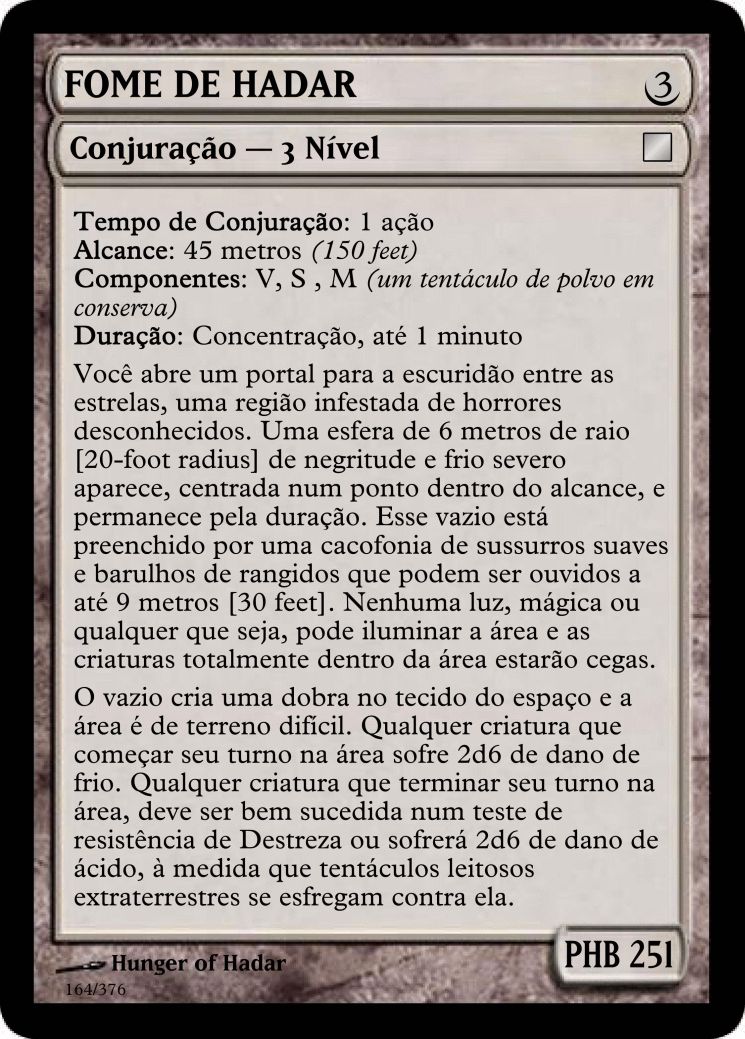 FOME DE HADAR 3
Conjuração — 3 Nível
Tempo de Conjuração: 1 ação
Alcance: 45 metros (150 feet)
Componentes: V, S , M (um tentáculo de polvo em
conserva)
Duração: Concentração, até 1 minuto
Você abre um portal para a escuridão entre as
estrelas, uma região infestada de horrores
desconhecidos. Uma esfera de 6 metros de raio
[20-foot radius] de negritude e frio severo
aparece, centrada num ponto dentro do alcance, e
permanece pela duração. Esse vazio está
preenchido por uma cacofonia de sussurros suaves
e barulhos de rangidos que podem ser ouvidos a
até 9 metros [30 feet]. Nenhuma luz, mágica ou
qualquer que seja, pode iluminar a área e as
criaturas totalmente dentro da área estarão cegas.
O vazio cria uma dobra no tecido do espaço e a
área é de terreno difícil. Qualquer criatura que
começar seu turno na área sofre 2d6 de dano de
frio. Qualquer criatura que terminar seu turno na
área, deve ser bem sucedida num teste de
resistência de Destreza ou sofrerá 2d6 de dano de
ácido, à medida que tentáculos leitosos
extraterrestres se esfregam contra ela.
PHB 251
Hunger of Hadar
164/376